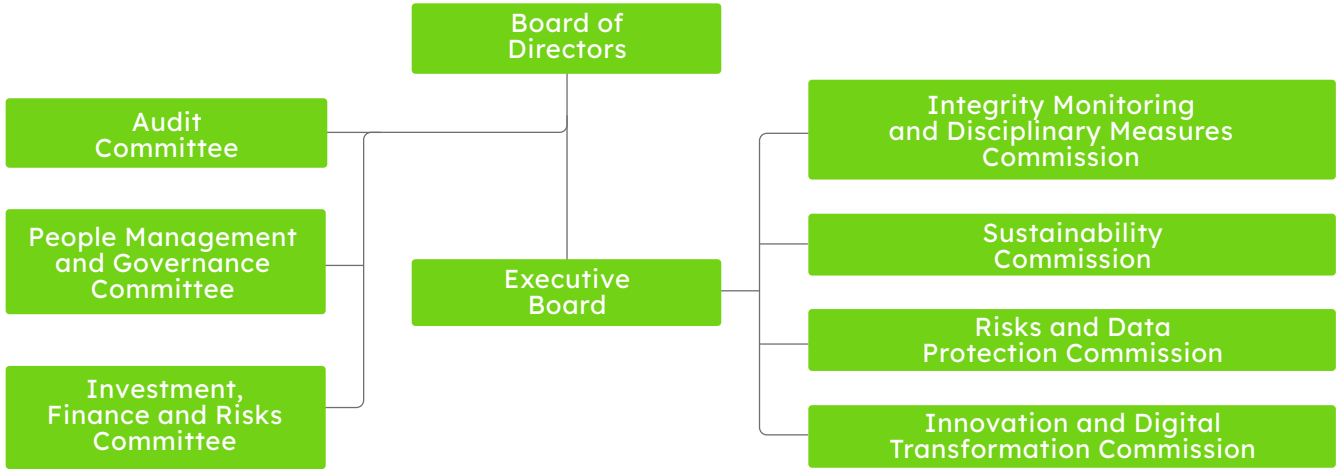 Board of
Directors
Audit
Committee
People Management
and Governance
Committee
Investment,
Finance and Risks
Committee
Executive
Board
Integrity Monitoring
and Disciplinary Measures
Commission
Sustainability
Commission
Risks and Data
Protection Commission
Innovation and Digital
Transformation Commission